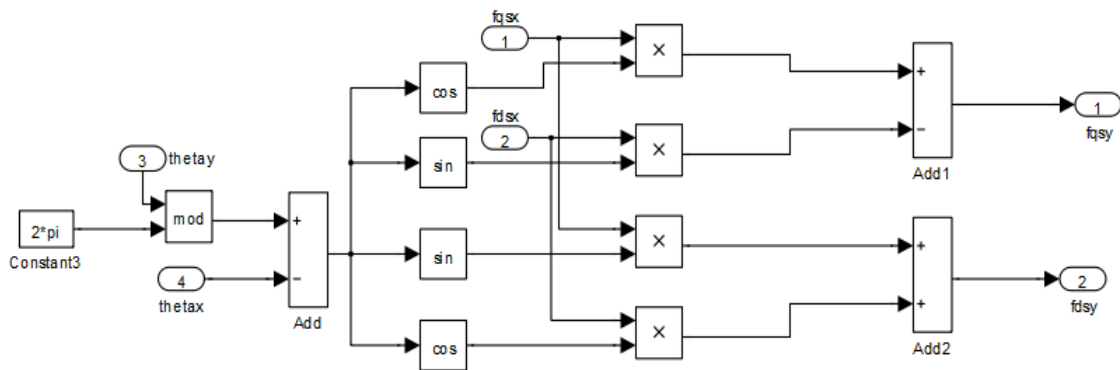 fqsx
1
×
+
−
1
fqsy
Add1
cos
fdsx
2
×
sin
3
thetay
mod
2*pi
Constant3
4
thetax
+
−
Add
sin
×
+
+
2
fdsy
Add2
cos
×